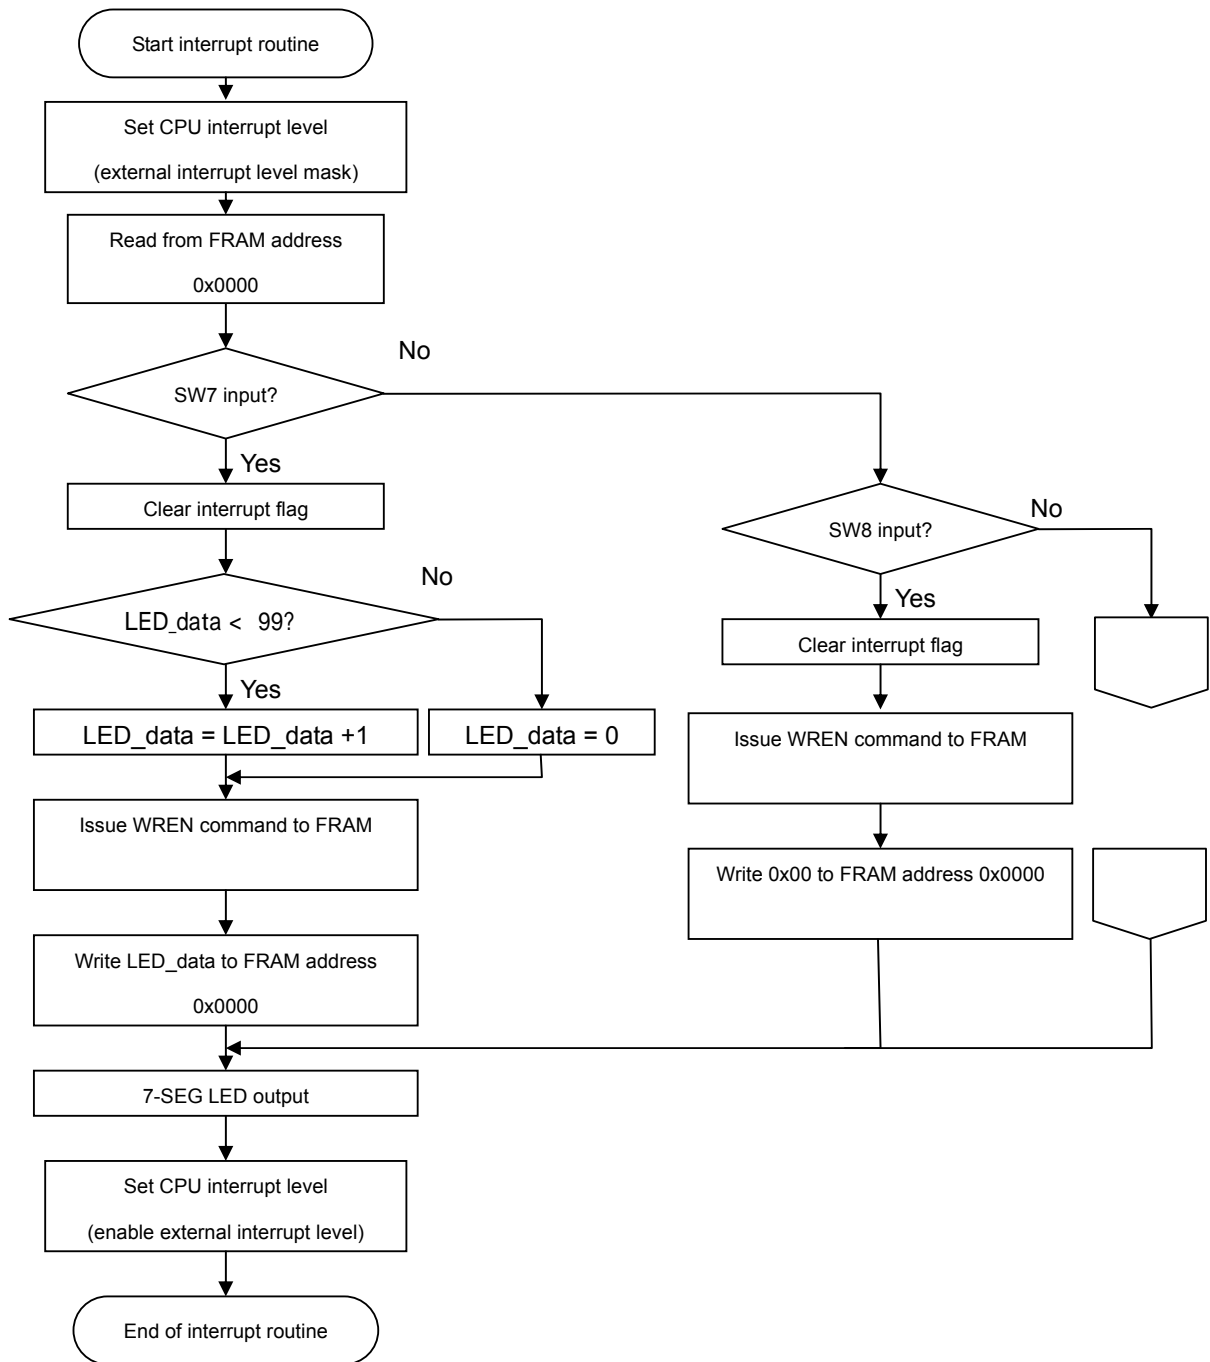 Start interrupt routine
Set CPU interrupt level
(external interrupt level mask)
Read from FRAM address
0x0000
No
SW7 input?
Yes
Clear interrupt flag
No
SW8 input?
No
Yes
LED_data < 99?
Clear interrupt flag
Yes
LED_data = LED_data +1
LED_data = 0
Issue WREN command to FRAM
Issue WREN command to FRAM
Write 0x00 to FRAM address 0x0000
Write LED_data to FRAM address
0x0000
7-SEG LED output
Set CPU interrupt level
(enable external interrupt level)
End of interrupt routine